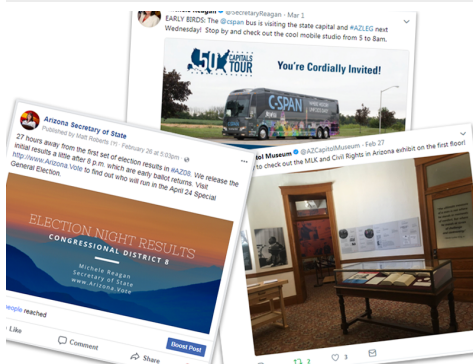 Reagan @SecretaryReagan · Mar 1
EARLY BIRDS: The @cspan bus is visiting the state capital and #AZLEG next
Wednesday! Stop by and check out the cool mobile studio from 5 to 8am.
50 CAPITALS
TOUR
You're Cordially Invited!
C-SPAN
Arizona Secretary of State
Published by Matt Roberts [?] · February 26 at 5:03pm ·
27 hours away from the first set of election results in #AZ08. We release the
initial results a little after 8 p.m. which are early ballot returns. Visit
http://www.Arizona.Vote to find out who will run in the April 24 Special
General Election.
ELECTION NIGHT RESULTS
CONGRESSIONAL DISTRICT 8
Michele Reagan
Secretary of State
www.Arizona.Vote
people reached
Boost Post
Like
Comment
Share
tol Museum @AZCapitolMuseum · Feb 27
to check out the MLK and Civil Rights in Arizona exhibit on the first floor!
2
3